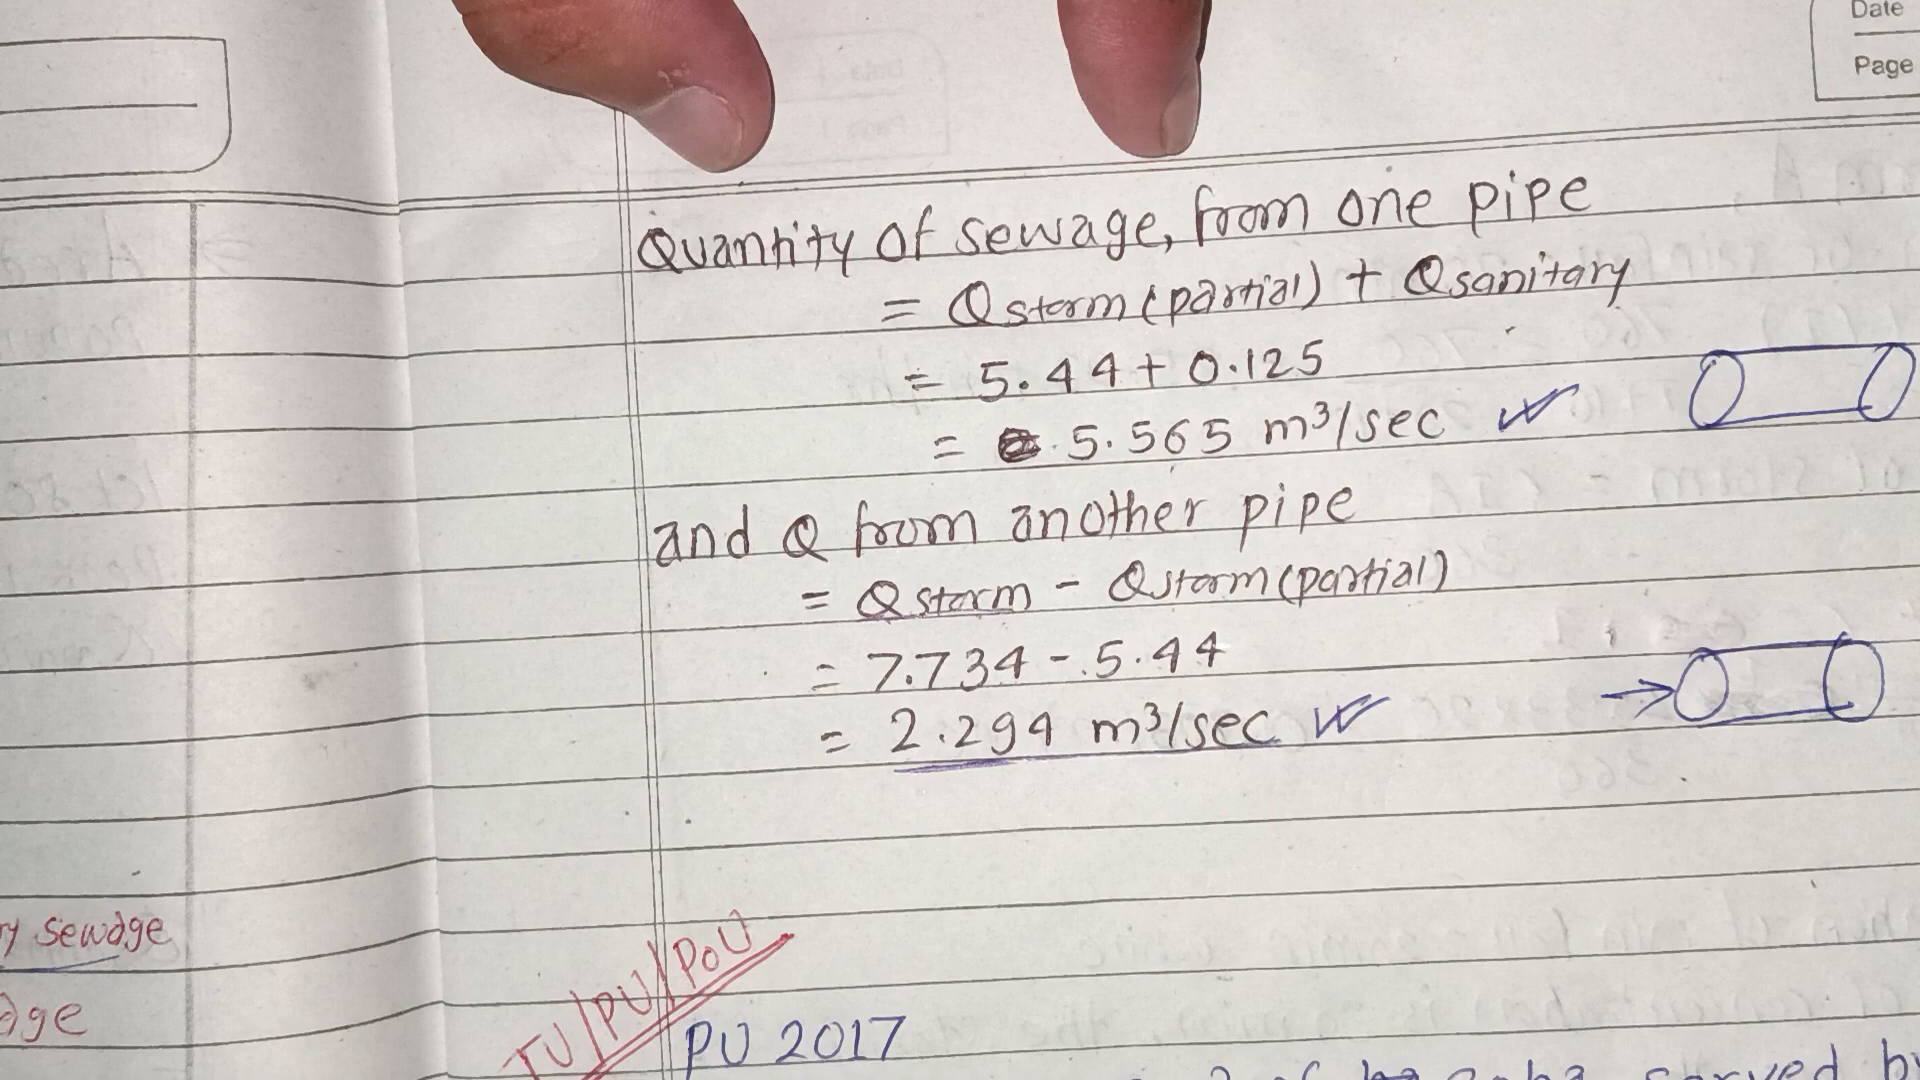 Date
Page
Quantity of sewage, from one pipe
= Qstorm (partial) + Qsanitary
= 5.44 + 0.125
= 5.565 m³/sec
and Q from another pipe
= Qstorm - Qstorm (partial)
= 7.734 - 5.44
= 2.294 m³/sec
sewage
TU/PU/PoU
PU 2017
served